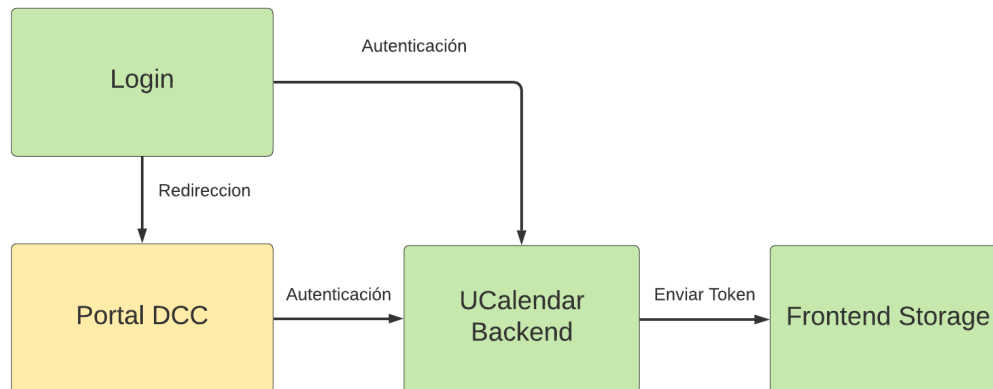 Autenticación
Login
Redireccion
Portal DCC
Autenticación
UCalendar
Backend
Enviar Token
Frontend Storage